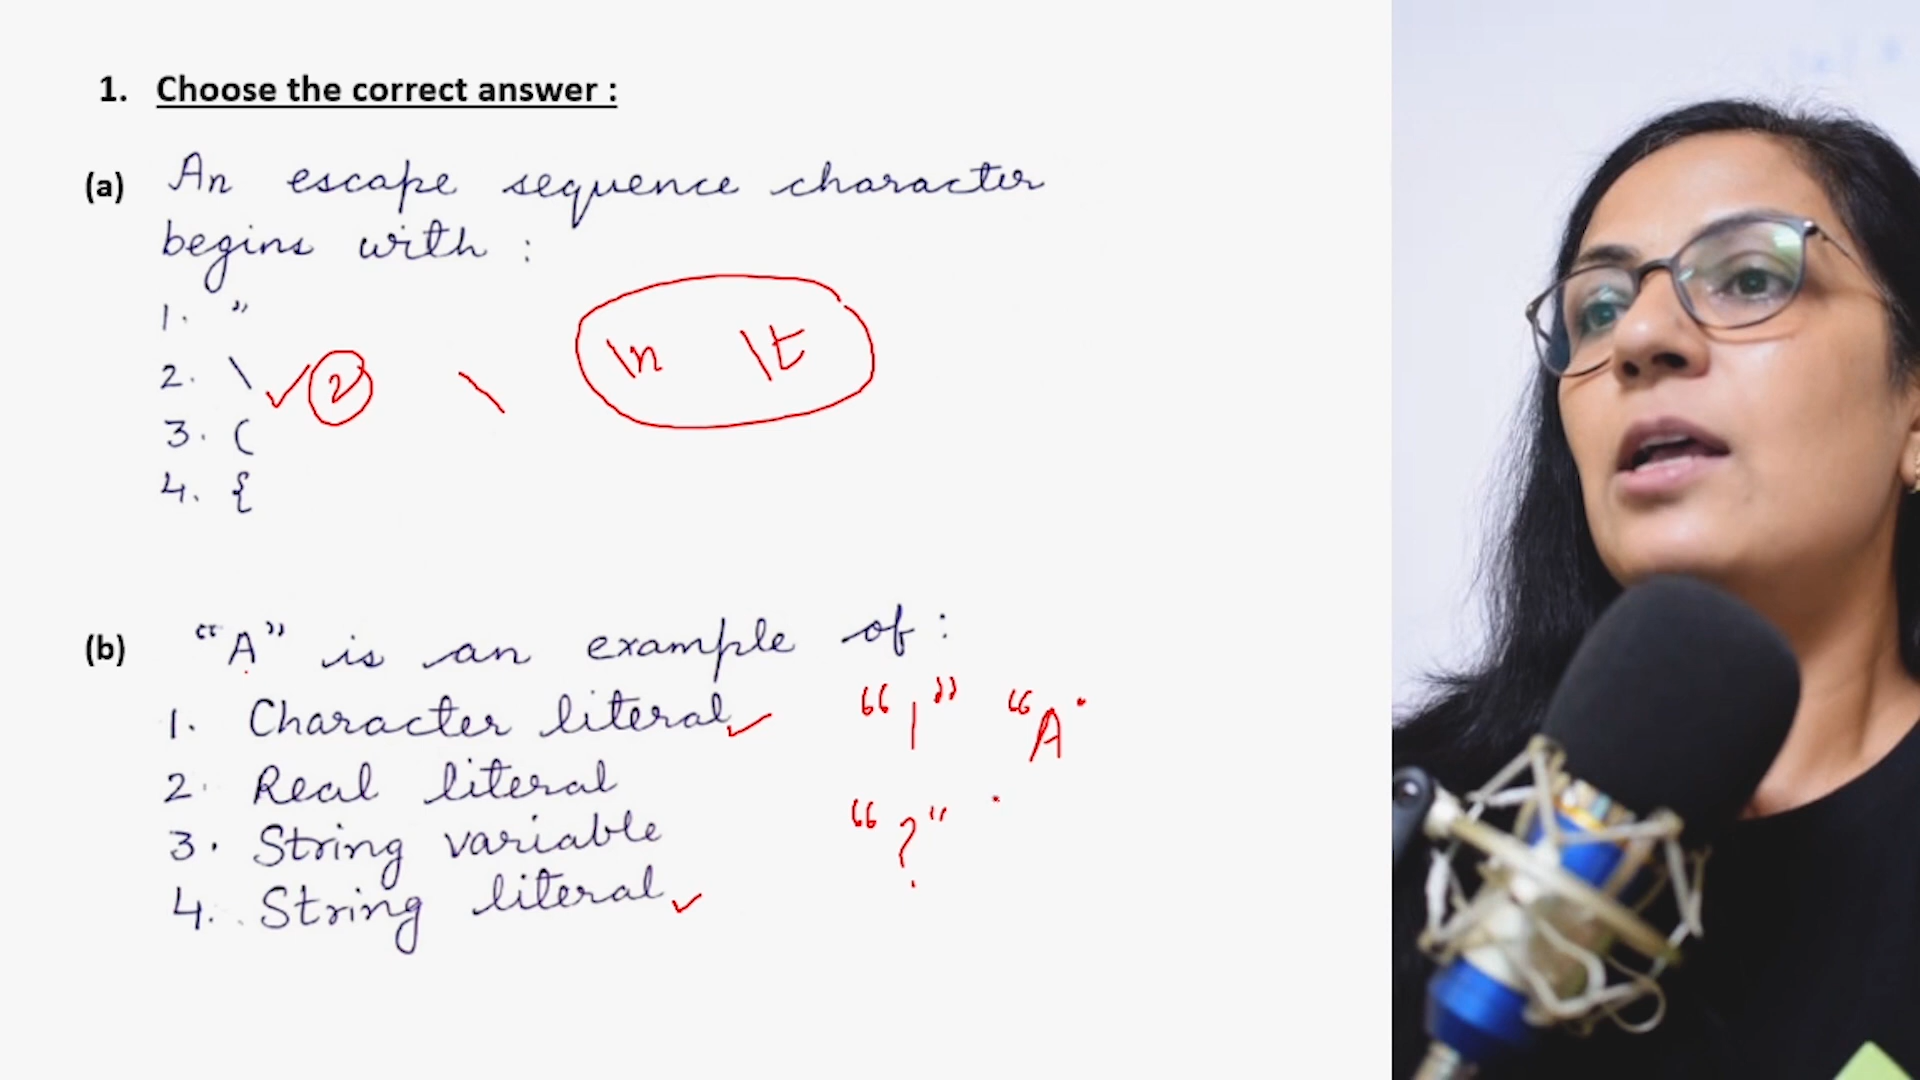 1. Choose the correct answer :
(a) An escape sequence character
begins with :
1. "
2. \ ✓ 2 \ \n \t
3. (
4. {
(b) "A" is an example of :
1. Character literal ✓ "1" "A
2. Real literal
3. String variable "?"
4. String literal ✓